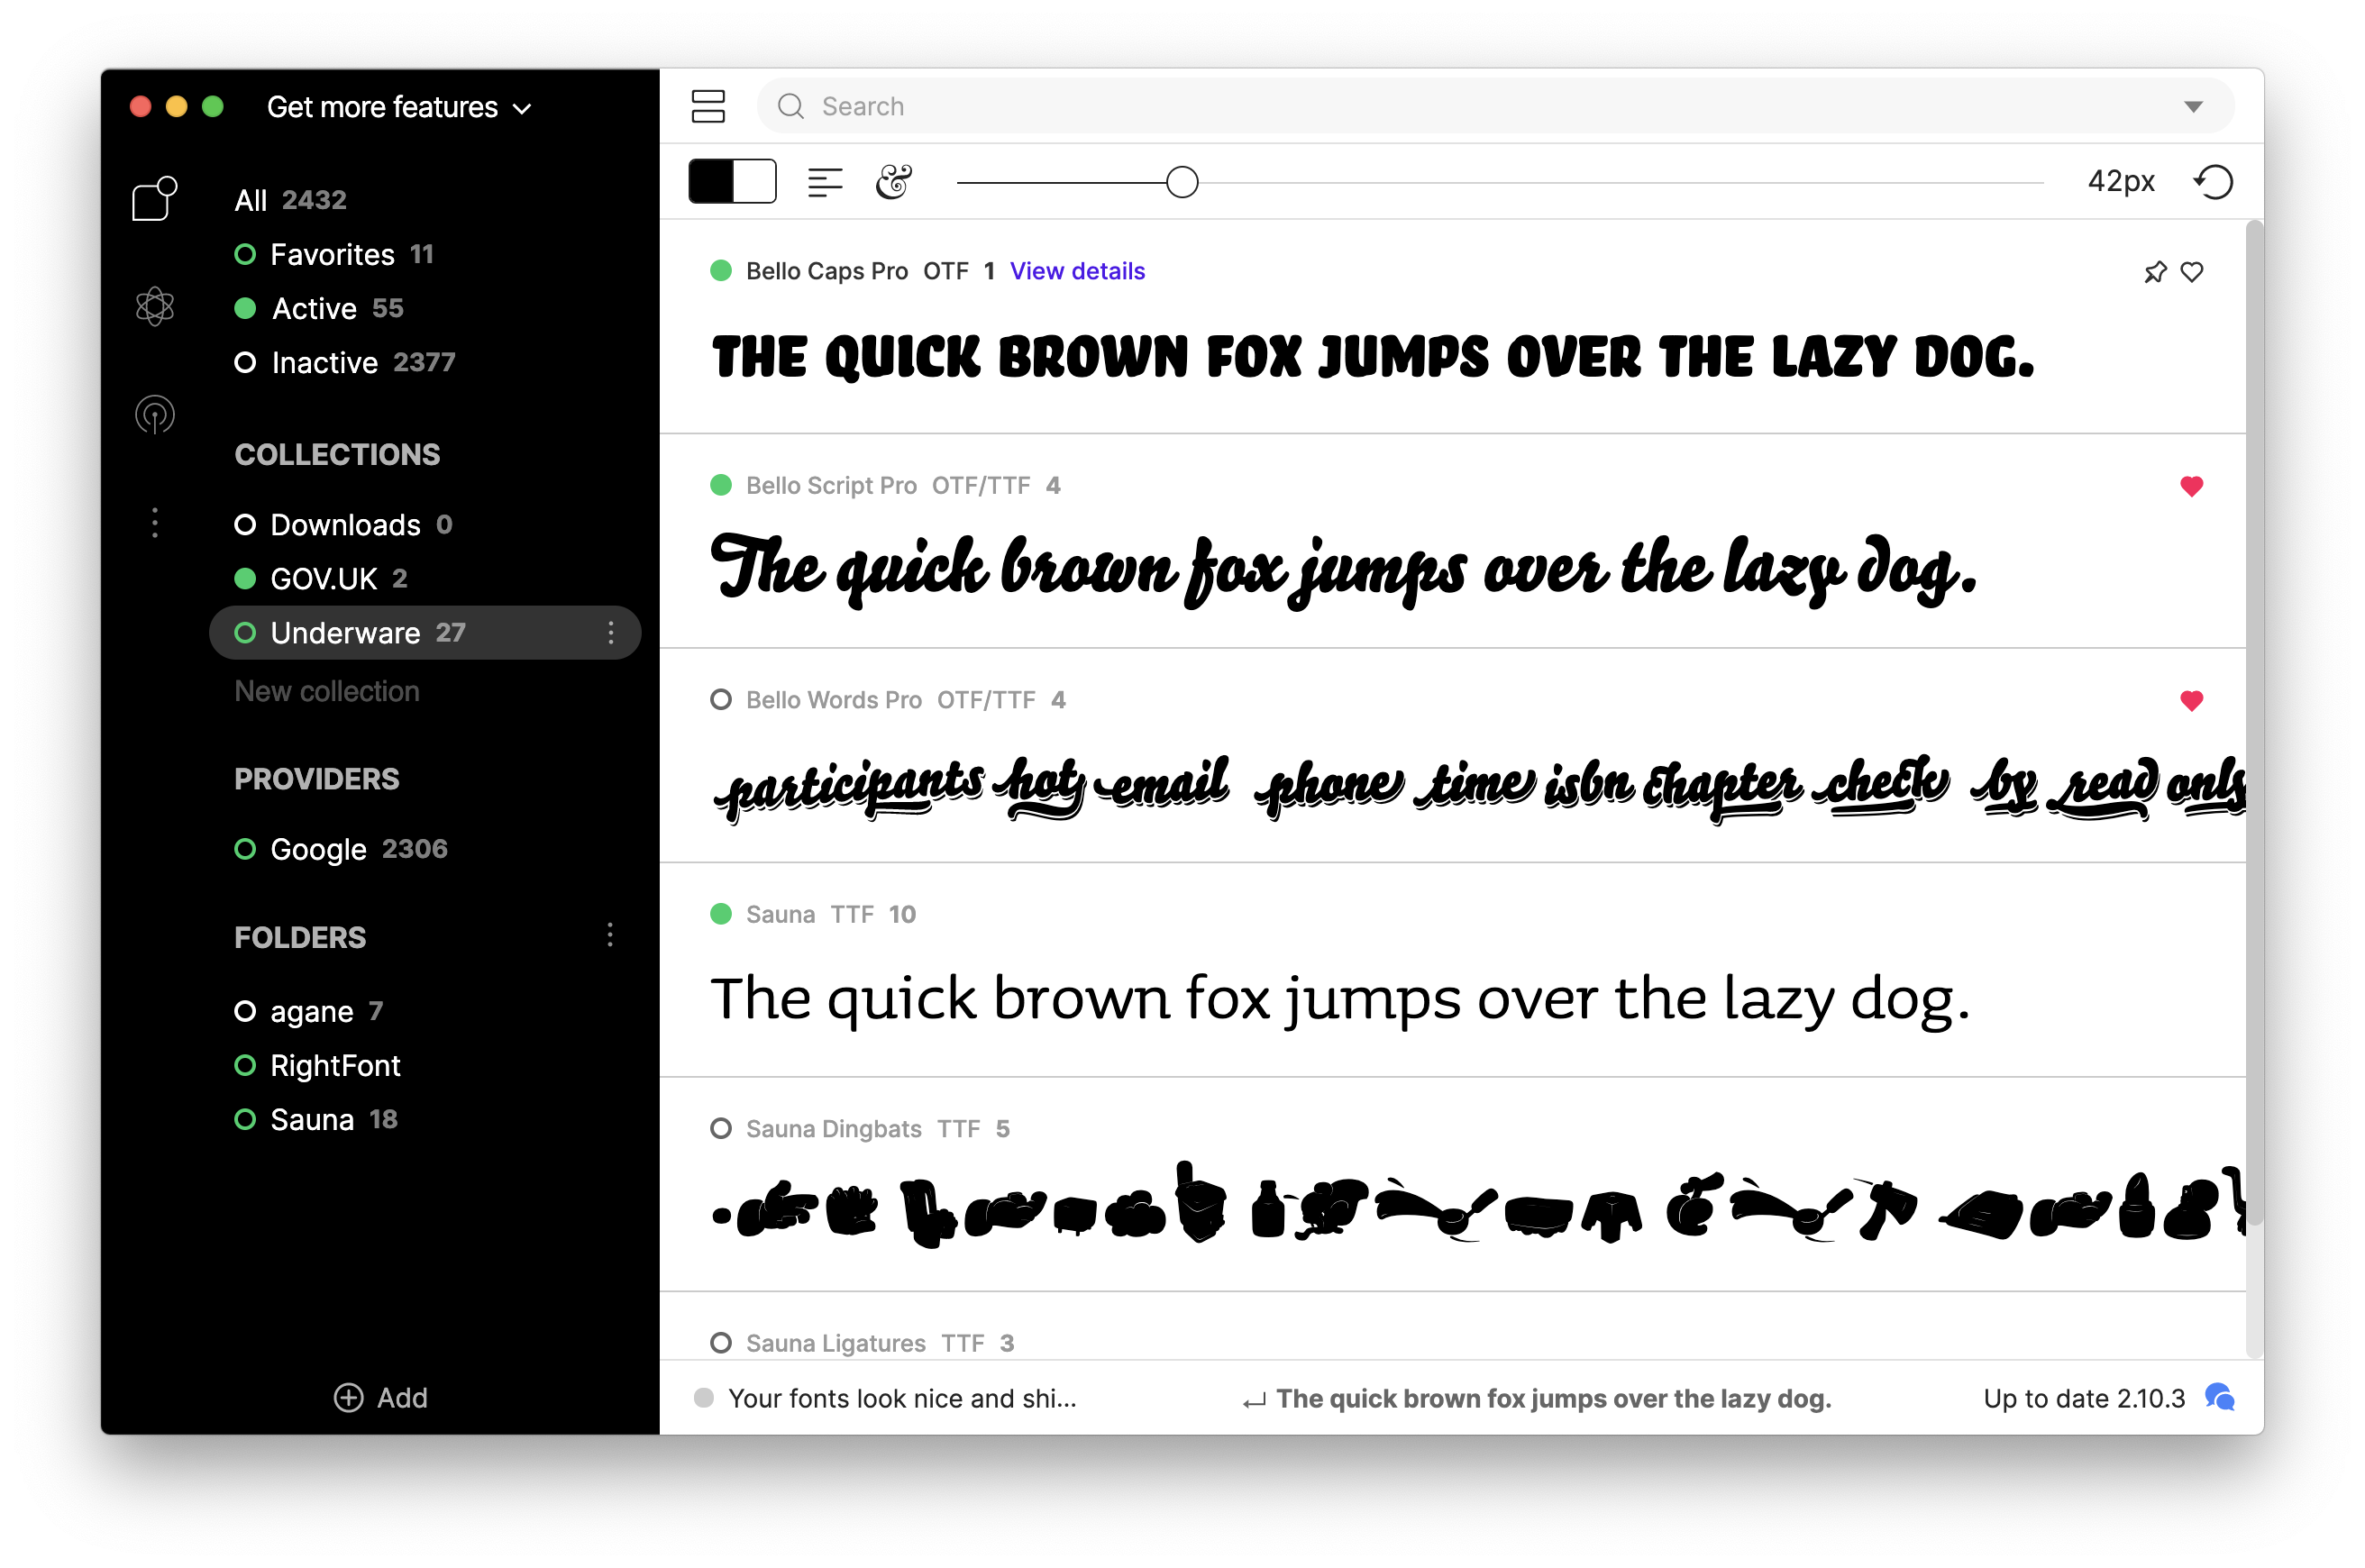 Get more features
All 2432
Favorites 11
Active 55
Inactive 2377
COLLECTIONS
Downloads 0
GOV.UK 2
Underware 27
New collection
PROVIDERS
Google 2306
FOLDERS
agane 7
RightFont
Sauna 18
Add
Search
&
42px
Bello Caps Pro OTF 1 View details
THE QUICK BROWN FOX JUMPS OVER THE LAZY DOG.
Bello Script Pro OTF/TTF 4
The quick brown fox jumps over the lazy dog.
Bello Words Pro OTF/TTF 4
participants hot email phone time isbn chapter check by read only
Sauna TTF 10
The quick brown fox jumps over the lazy dog.
Sauna Dingbats TTF 5
Sauna Ligatures TTF 3
Your fonts look nice and shi...
The quick brown fox jumps over the lazy dog.
Up to date 2.10.3